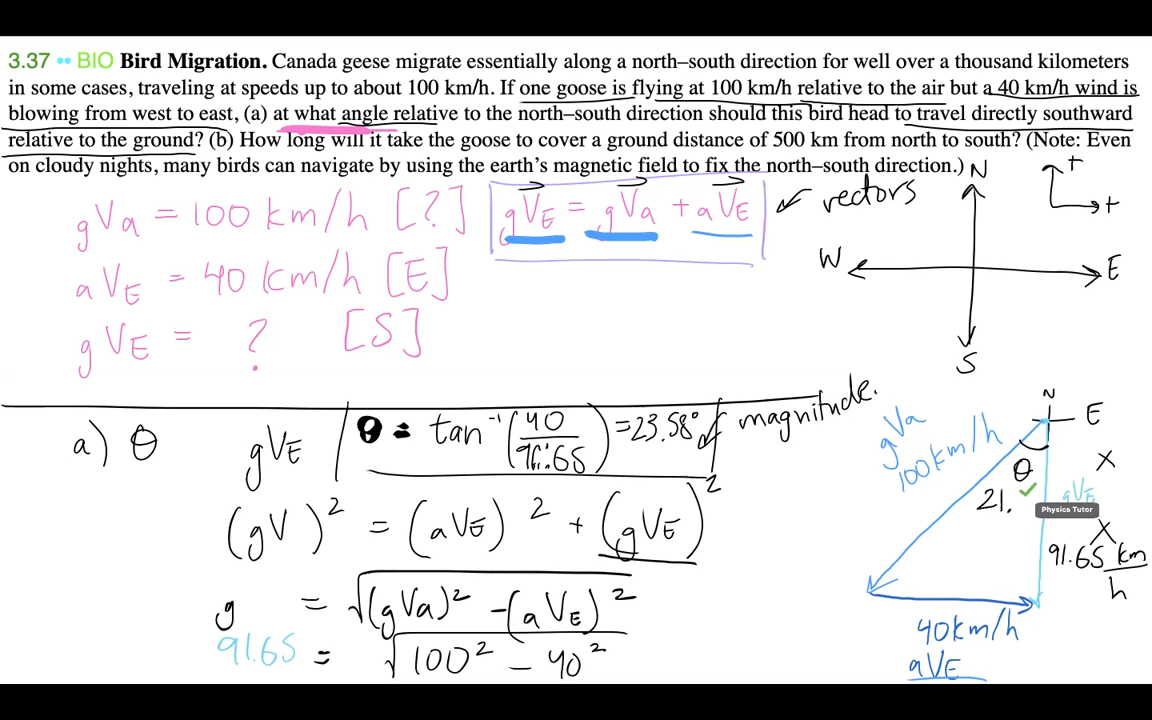 3.37 •• BIO Bird Migration. Canada geese migrate essentially along a north–south direction for well over a thousand kilometers
in some cases, traveling at speeds up to about 100 km/h. If one goose is flying at 100 km/h relative to the air but a 40 km/h wind is
blowing from west to east, (a) at what angle relative to the north–south direction should this bird head to travel directly southward
relative to the ground? (b) How long will it take the goose to cover a ground distance of 500 km from north to south? (Note: Even
on cloudy nights, many birds can navigate by using the earth's magnetic field to fix the north–south direction.)
N
+
+
gVa = 100 km/h [?]
gVE = gVa + aVE
vectors
W
E
aVE = 40 km/h [E]
gVE = ? [S]
S
a) θ
gVE
θ = tan⁻¹(40/91.65) = 23.58°
magnitude.
N
E
gVa
100 km/h
θ
21.
X
gVE
Physics Tutor
X
91.65 km/h
(gV )² = (aVE)² + (gVE)²
g = √(gVa)² - (aVE)²
91.65 = √100² - 40²
40 km/h
aVE